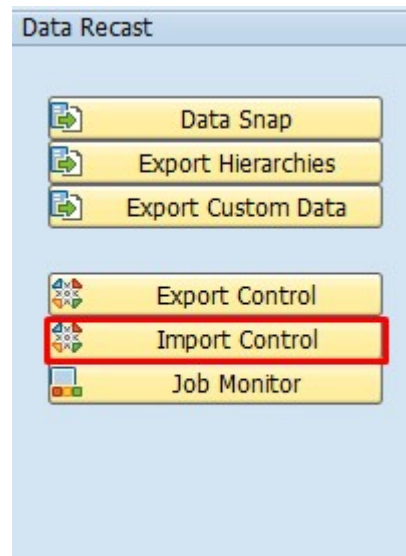 Data Recast
Data Snap
Export Hierarchies
Export Custom Data
Export Control
Import Control
Job Monitor